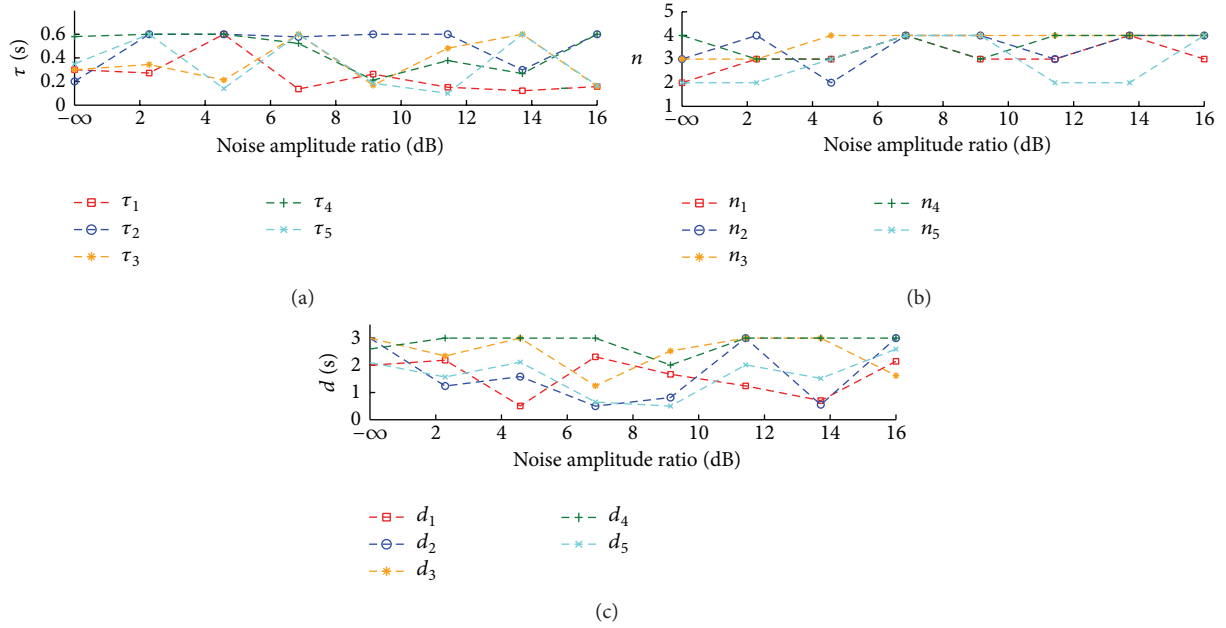 τ (s)
0.6
0.4
0.2
0
−∞ 2 4 6 8 10 12 14 16
Noise amplitude ratio (dB)
τ1
τ2
τ3
τ4
τ5
(a)
n
5
4
3
2
1
−∞ 2 4 6 8 10 12 14 16
Noise amplitude ratio (dB)
n1
n2
n3
n4
n5
(b)
d (s)
3
2
1
0
−∞ 2 4 6 8 10 12 14 16
Noise amplitude ratio (dB)
d1
d2
d3
d4
d5
(c)